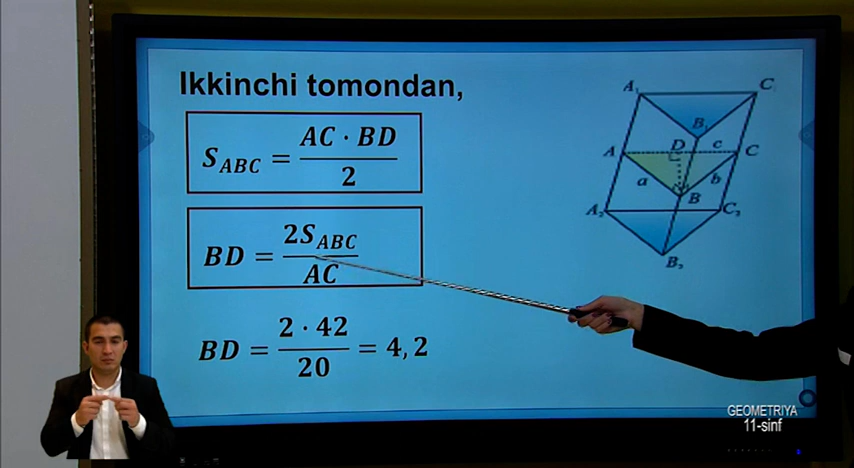 Ikkinchi tomondan,
S_ABC = AC · BD / 2
BD = 2S_ABC / AC
BD = 2 · 42 / 20 = 4,2
A₁ C
B₁
A D c C
a b
B
A₂ C₂
B₂
GEOMETRIYA
11-sinf